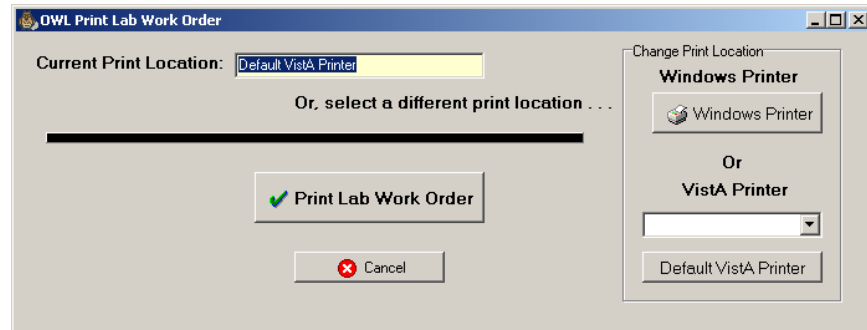 OWL Print Lab Work Order
Current Print Location: Default VistA Printer
Or, select a different print location . . .
Print Lab Work Order
Cancel
Change Print Location
Windows Printer
Windows Printer
Or
VistA Printer
Default VistA Printer